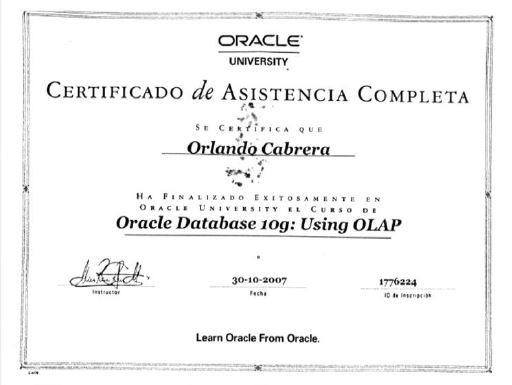 ORACLE
UNIVERSITY
CERTIFICADO de ASISTENCIA COMPLETA
SE CERTIFICA QUE
Orlando Cabrera
HA FINALIZADO EXITOSAMENTE EN
ORACLE UNIVERSITY EL CURSO DE
Oracle Database 10g: Using OLAP
30-10-2007
1776224
Instructor
Fecha
ID de Inscripción
Learn Oracle From Oracle.